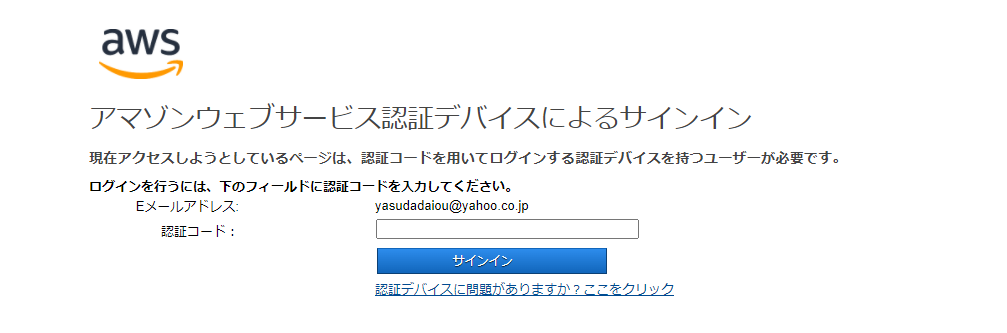 aws
アマゾンウェブサービス認証デバイスによるサインイン
現在アクセスしようとしているページは、認証コードを用いてログインする認証デバイスを持つユーザーが必要です。
ログインを行うには、下のフィールドに認証コードを入力してください。
Eメールアドレス: yasudadaiou@yahoo.co.jp
認証コード：
サインイン
認証デバイスに問題がありますか？ここをクリック